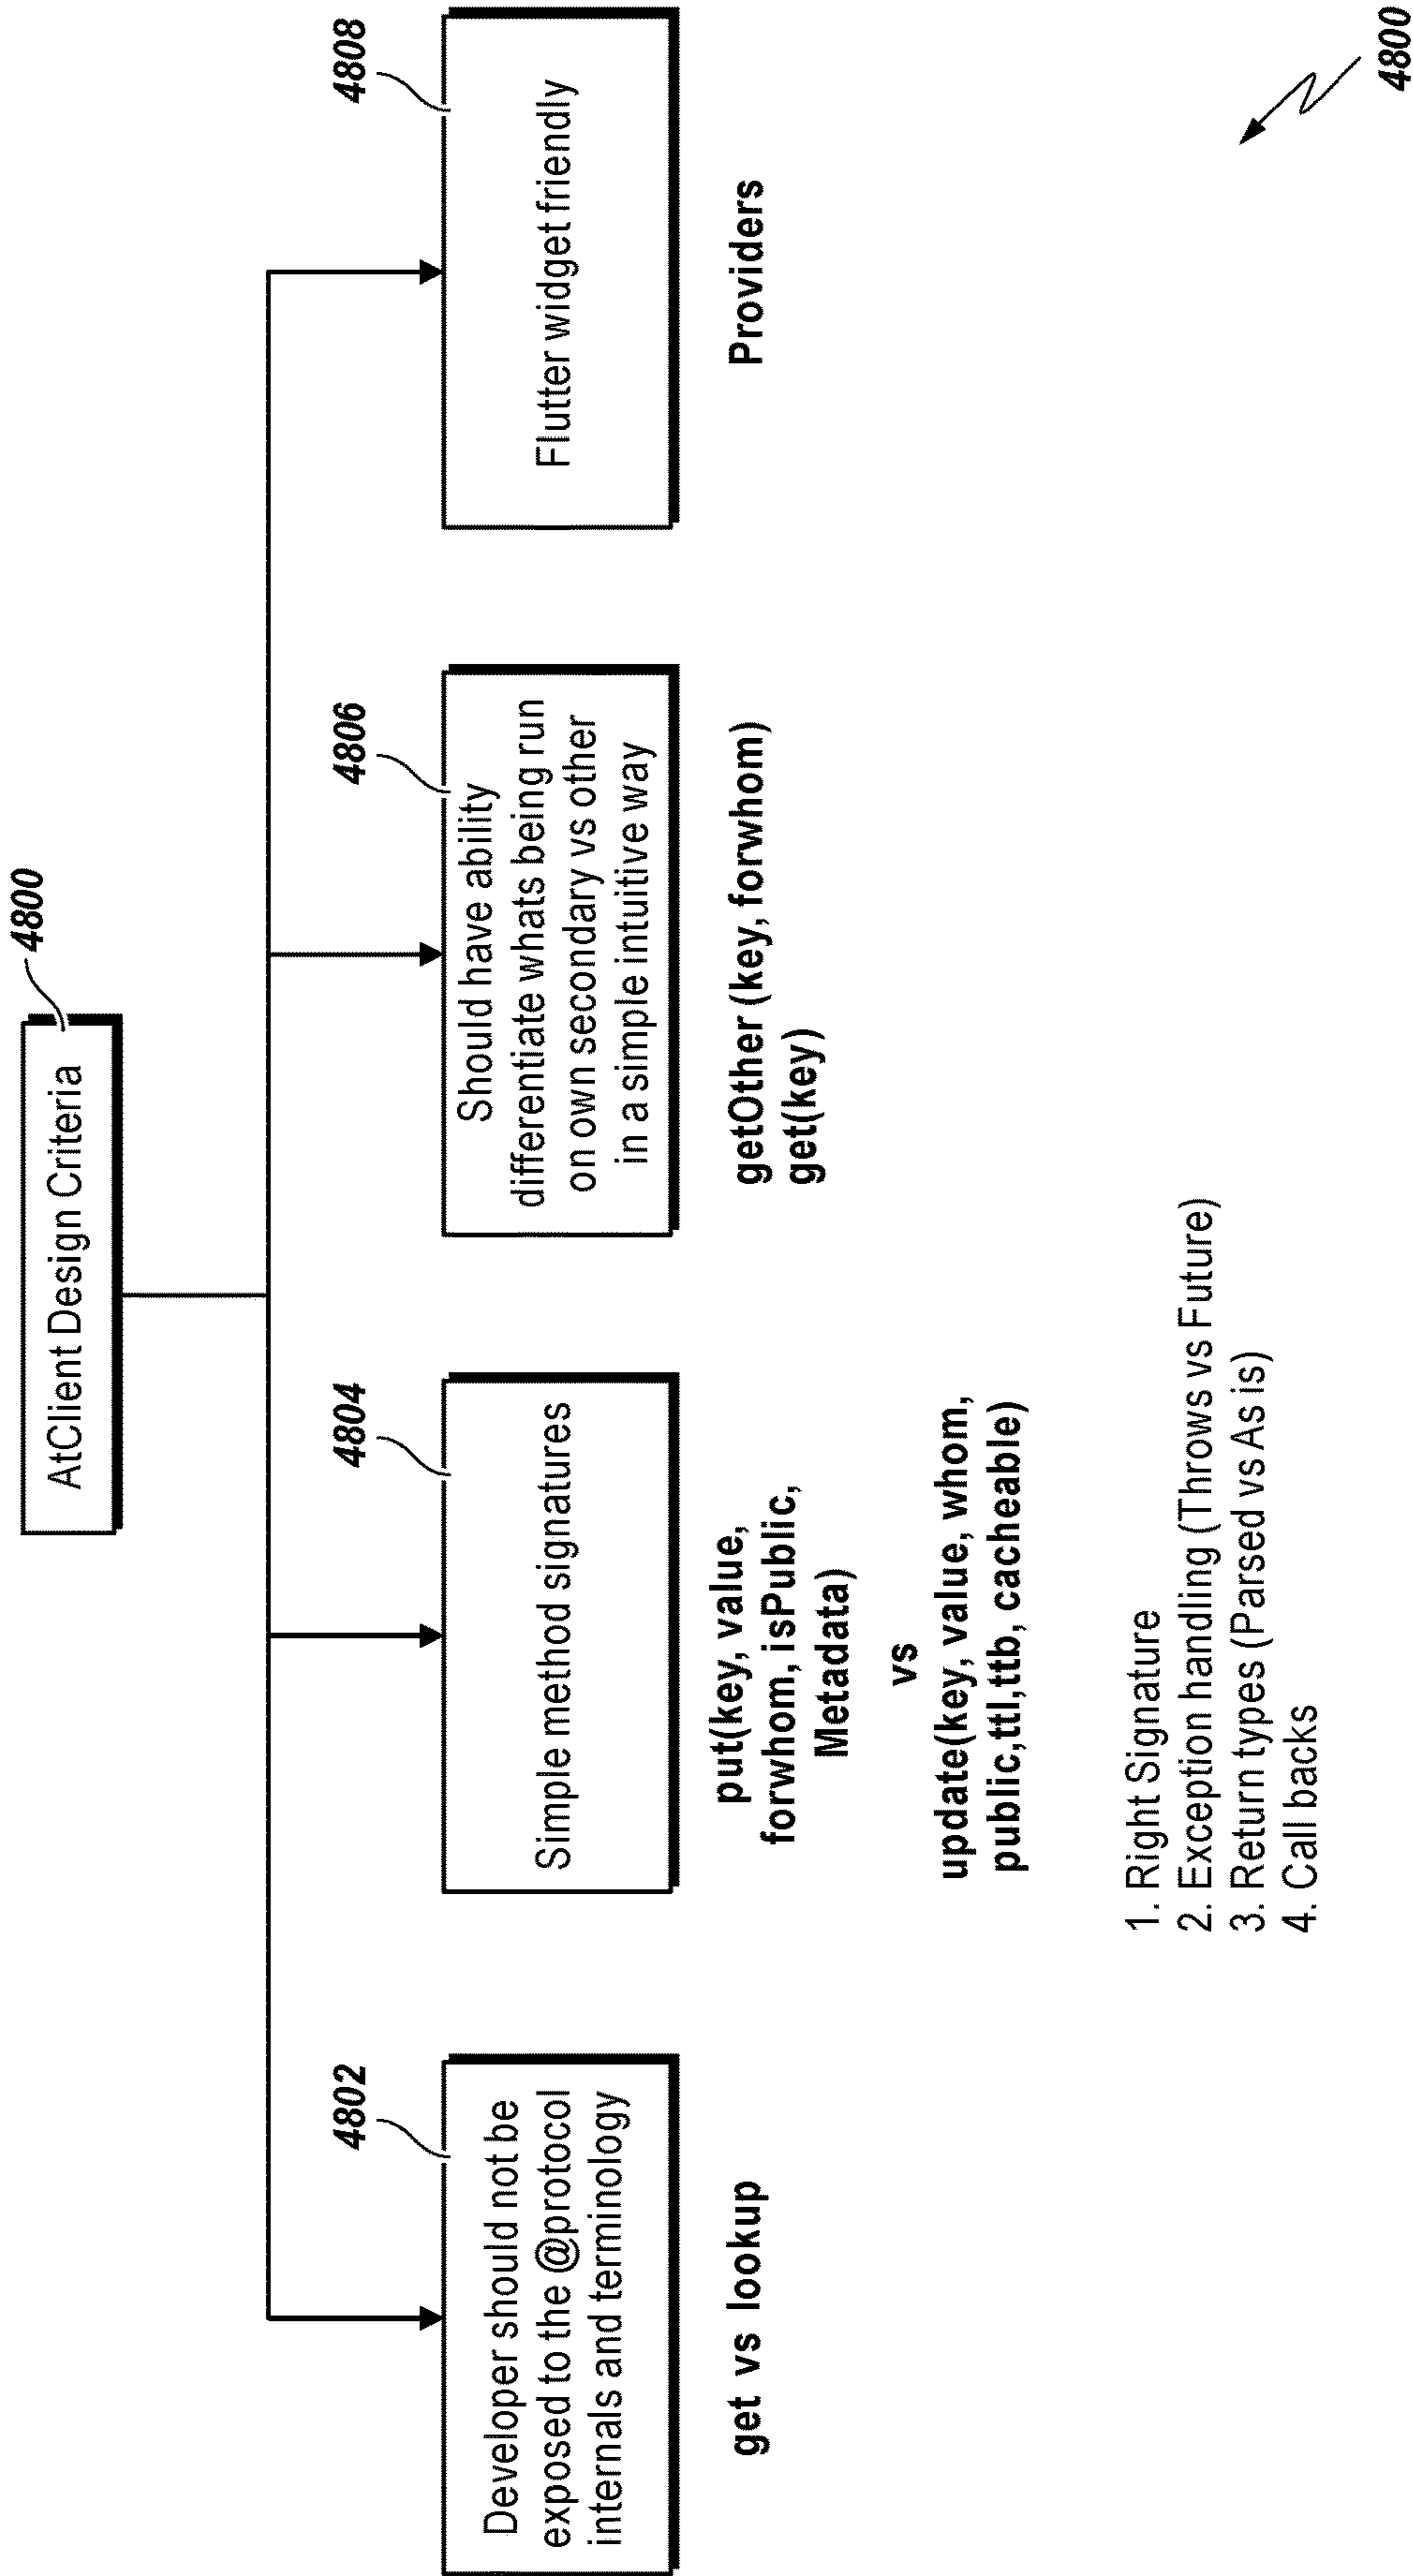 AtClient Design Criteria
4800
4802
Developer should not be
exposed to the @protocol
internals and terminology
get vs lookup
4804
Simple method signatures
put(key, value,
forwhom, isPublic,
Metadata)
vs
update(key, value, whom,
public,ttl,ttb, cacheable)
4806
Should have ability
differentiate whats being run
on own secondary vs other
in a simple intuitive way
getOther (key, forwhom)
get(key)
4808
Flutter widget friendly
Providers
1. Right Signature
2. Exception handling (Throws vs Future)
3. Return types (Parsed vs As is)
4. Call backs
4800